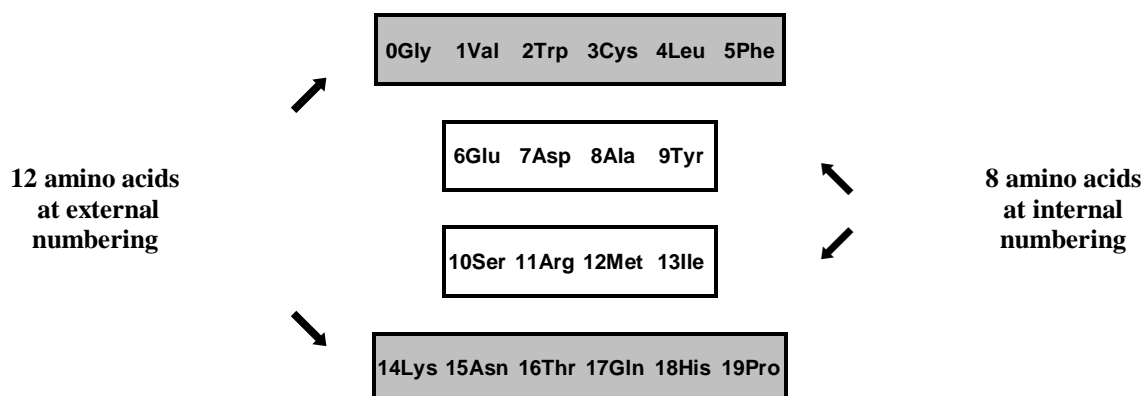 0Gly 1Val 2Trp 3Cys 4Leu 5Phe
6Glu 7Asp 8Ala 9Tyr
12 amino acids
at external
numbering
8 amino acids
at internal
numbering
10Ser 11Arg 12Met 13Ile
14Lys 15Asn 16Thr 17Gln 18His 19Pro